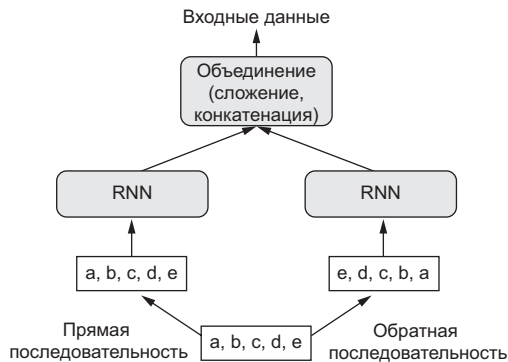 Входные данные
Объединение
(сложение,
конкатенация)
RNN
RNN
a, b, c, d, e
e, d, c, b, a
Прямая
последовательность
a, b, c, d, e
Обратная
последовательность